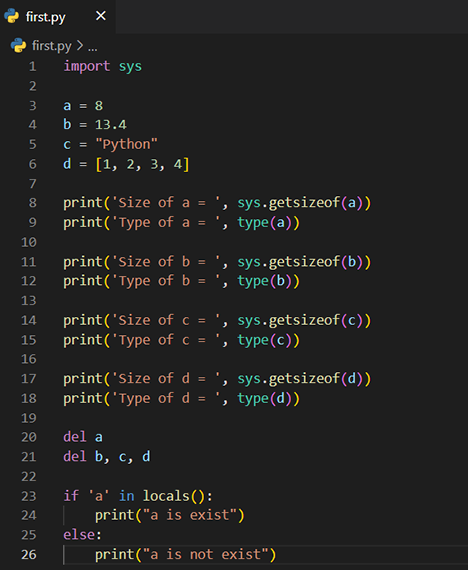 first.py
first.py > ...
1 import sys
2
3 a = 8
4 b = 13.4
5 c = "Python"
6 d = [1, 2, 3, 4]
7
8 print('Size of a = ', sys.getsizeof(a))
9 print('Type of a = ', type(a))
10
11 print('Size of b = ', sys.getsizeof(b))
12 print('Type of b = ', type(b))
13
14 print('Size of c = ', sys.getsizeof(c))
15 print('Type of c = ', type(c))
16
17 print('Size of d = ', sys.getsizeof(d))
18 print('Type of d = ', type(d))
19
20 del a
21 del b, c, d
22
23 if 'a' in locals():
24     print("a is exist")
25 else:
26     print("a is not exist")